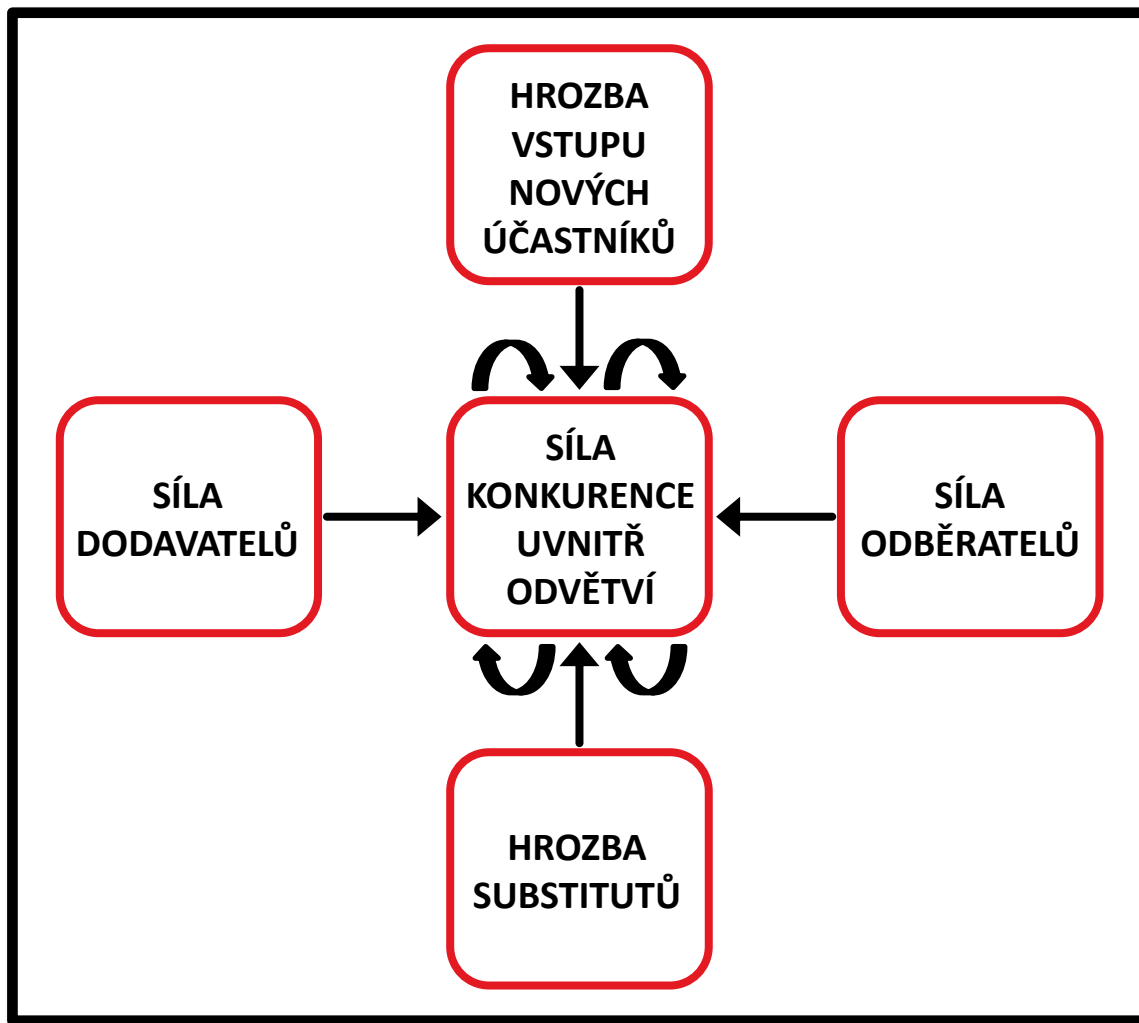 HROZBA
VSTUPU
NOVÝCH
ÚČASTNÍKŮ
SÍLA
DODAVATELŮ
SÍLA
KONKURENCE
UVNITŘ
ODVĚTVÍ
SÍLA
ODBĚRATELŮ
HROZBA
SUBSTITUTŮ